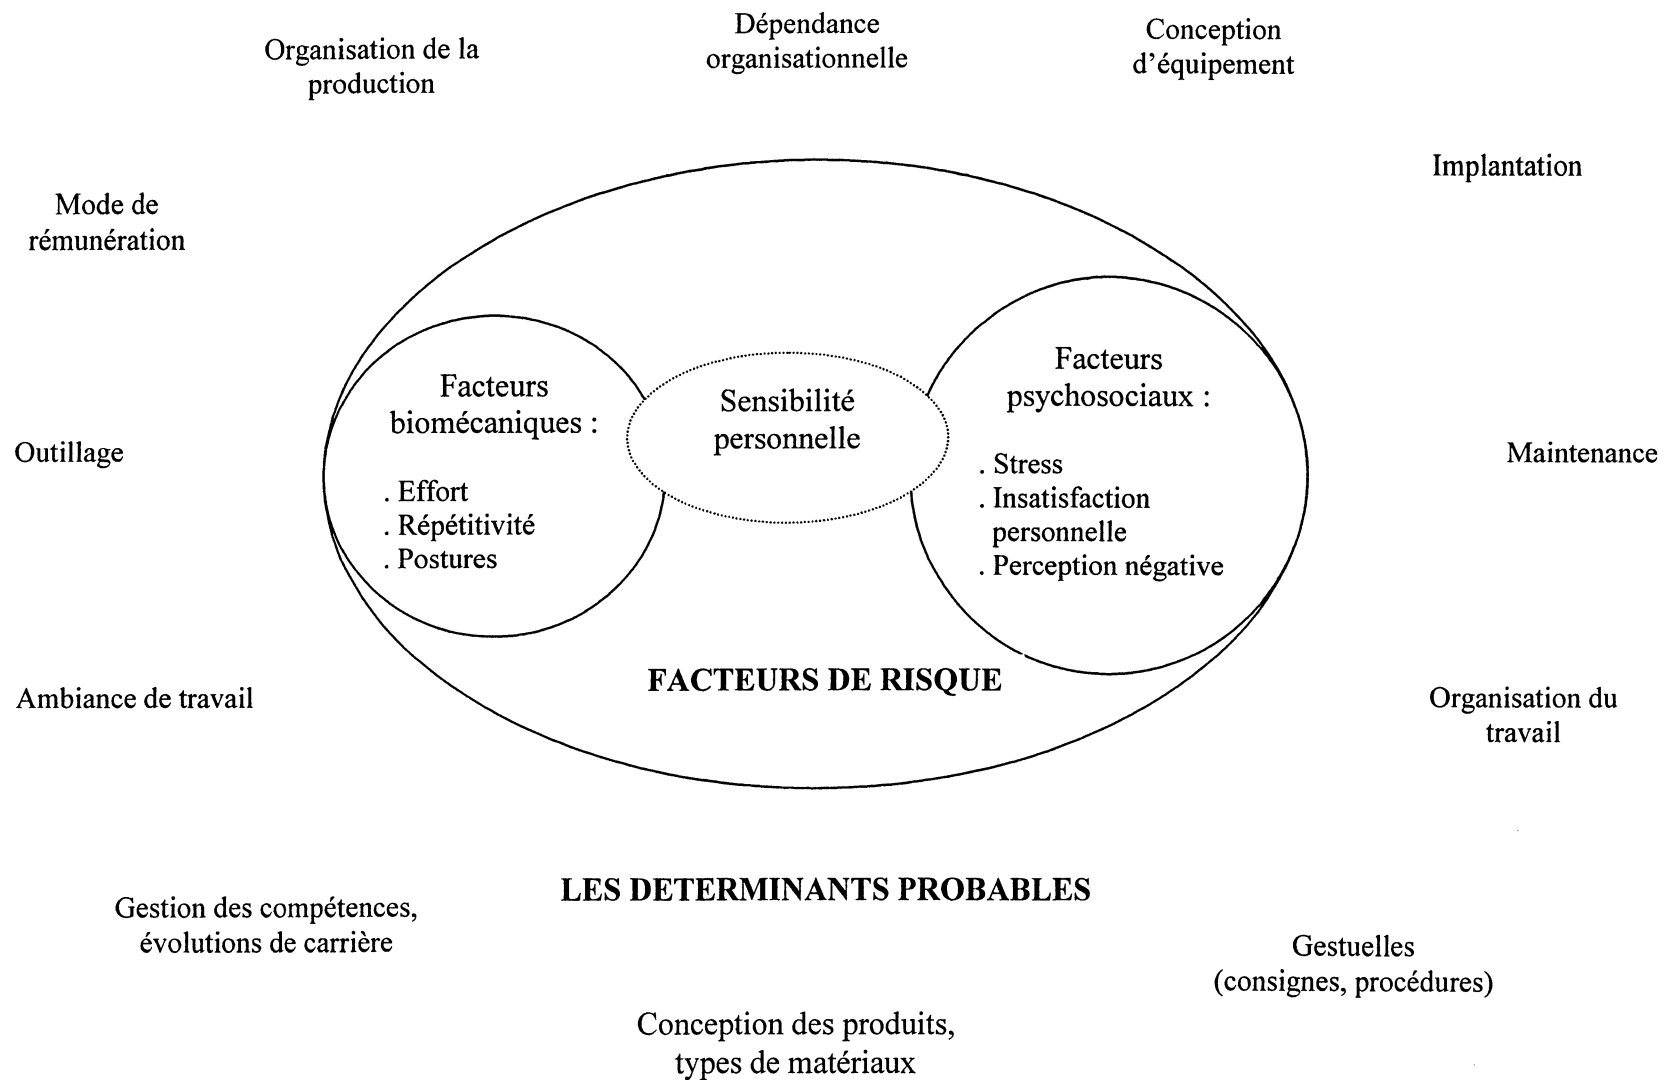 Dépendance
organisationnelle
Conception
d'équipement
Organisation de la
production
Implantation
Mode de
rémunération
Facteurs
biomécaniques :
. Effort
. Répétitivité
. Postures
Sensibilité
personnelle
Facteurs
psychosociaux :
. Stress
. Insatisfaction
personnelle
. Perception négative
Outillage
Maintenance
FACTEURS DE RISQUE
Ambiance de travail
Organisation du
travail
LES DETERMINANTS PROBABLES
Gestion des compétences,
évolutions de carrière
Gestuelles
(consignes, procédures)
Conception des produits,
types de matériaux